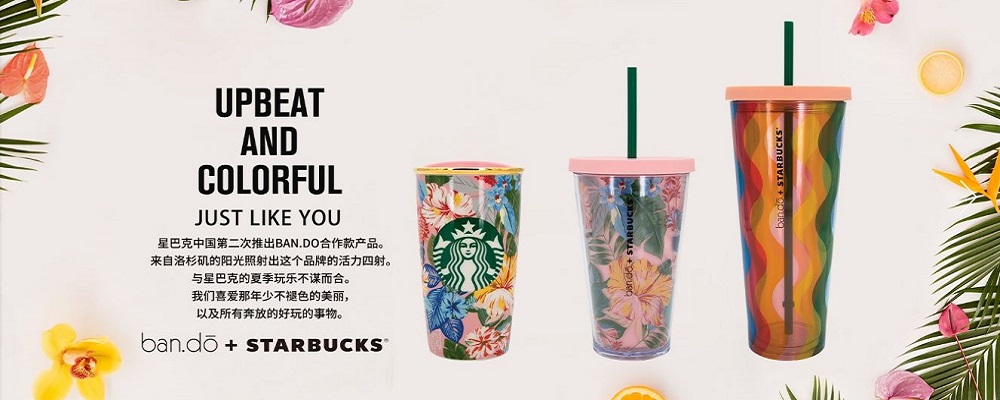 UPBEAT
AND
COLORFUL
JUST LIKE YOU
星巴克中国第二次推出BAN.DO合作款产品。
来自洛杉矶的阳光照射出这个品牌的活力四射。
与星巴克的夏季玩乐不谋而合。
我们喜爱那年少不褪色的美丽，
以及所有奔放的好玩的事物。
ban.dō + STARBUCKS®
ban.dō + STARBUCKS
ban.dō + STARBUCKS®